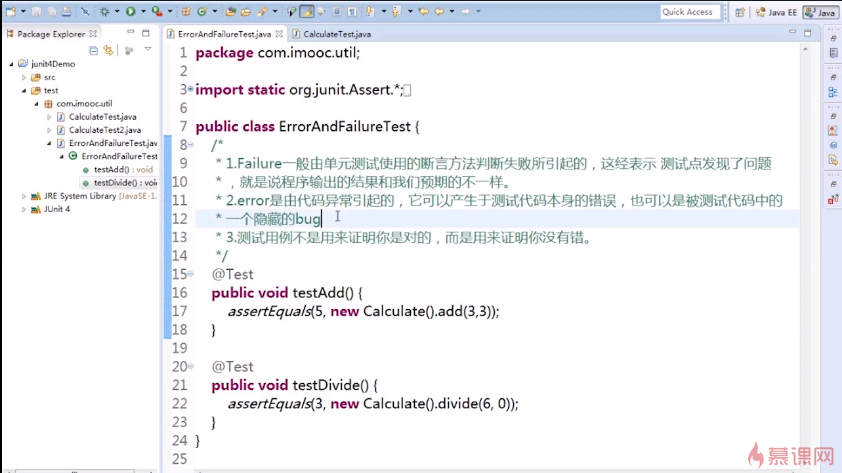 Quick Access
Java EE
Java
Package Explorer
junit4Demo
src
test
com.imooc.util
CalculateTest.java
CalculateTest2.java
ErrorAndFailureTest
ErrorAndFailureTest
testAdd() : void
testDivide() : voi
JRE System Library [JavaSE-1.
JUnit 4
ErrorAndFailureTest.java
CalculateTest.java
1 package com.imooc.util;
2
3 import static org.junit.Assert.*;
6
7 public class ErrorAndFailureTest {
8 /*
9 * 1.Failure一般由单元测试使用的断言方法判断失败所引起的，这经表示 测试点发现了问题
10 * ，就是说程序输出的结果和我们预期的不一样。
11 * 2.error是由代码异常引起的，它可以产生于测试代码本身的错误，也可以是被测试代码中的
12 * 一个隐藏的bug
13 * 3.测试用例不是用来证明你是对的，而是用来证明你没有错。
14 */
15 @Test
16 public void testAdd() {
17 assertEquals(5, new Calculate().add(3,3));
18 }
19
20 @Test
21 public void testDivide() {
22 assertEquals(3, new Calculate().divide(6, 0));
23 }
24 }
25
慕课网